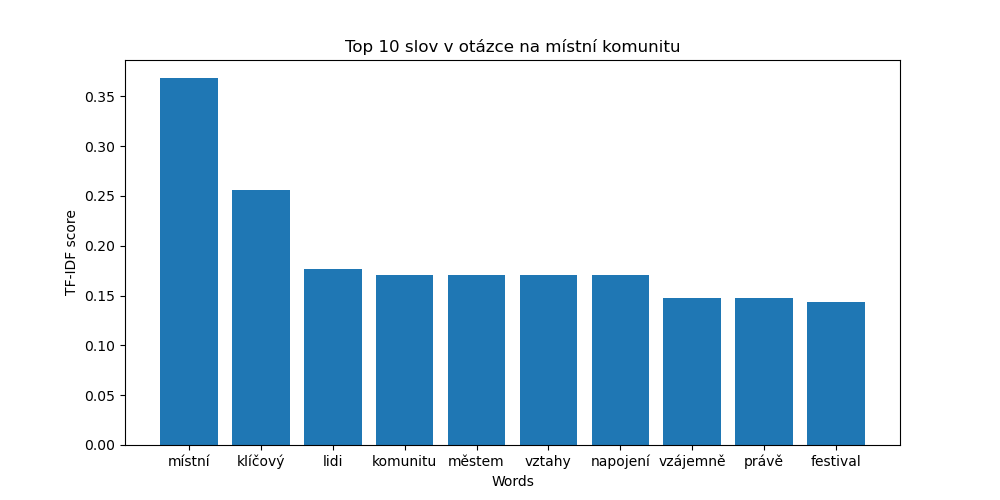 Top 10 slov v otázce na místní komunitu
TF-IDF score
0.35
0.30
0.25
0.20
0.15
0.10
0.05
0.00
místní klíčový lidi komunitu městem vztahy napojení vzájemně právě festival
Words